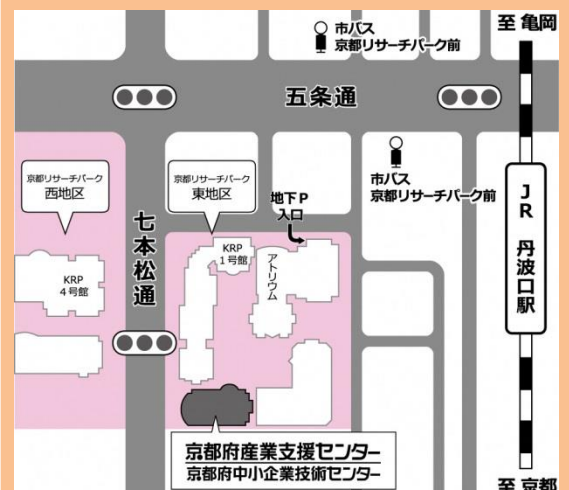 市バス
京都リサーチパーク前
至 亀岡
五条通
京都リサーチパーク
西地区
京都リサーチパーク
東地区
地下P
入口
市バス
京都リサーチパーク前
JR 丹波口駅
七本松通
KRP
1号館
アトリウム
KRP
4号館
京都府産業支援センター
京都府中小企業技術センター
至 京都